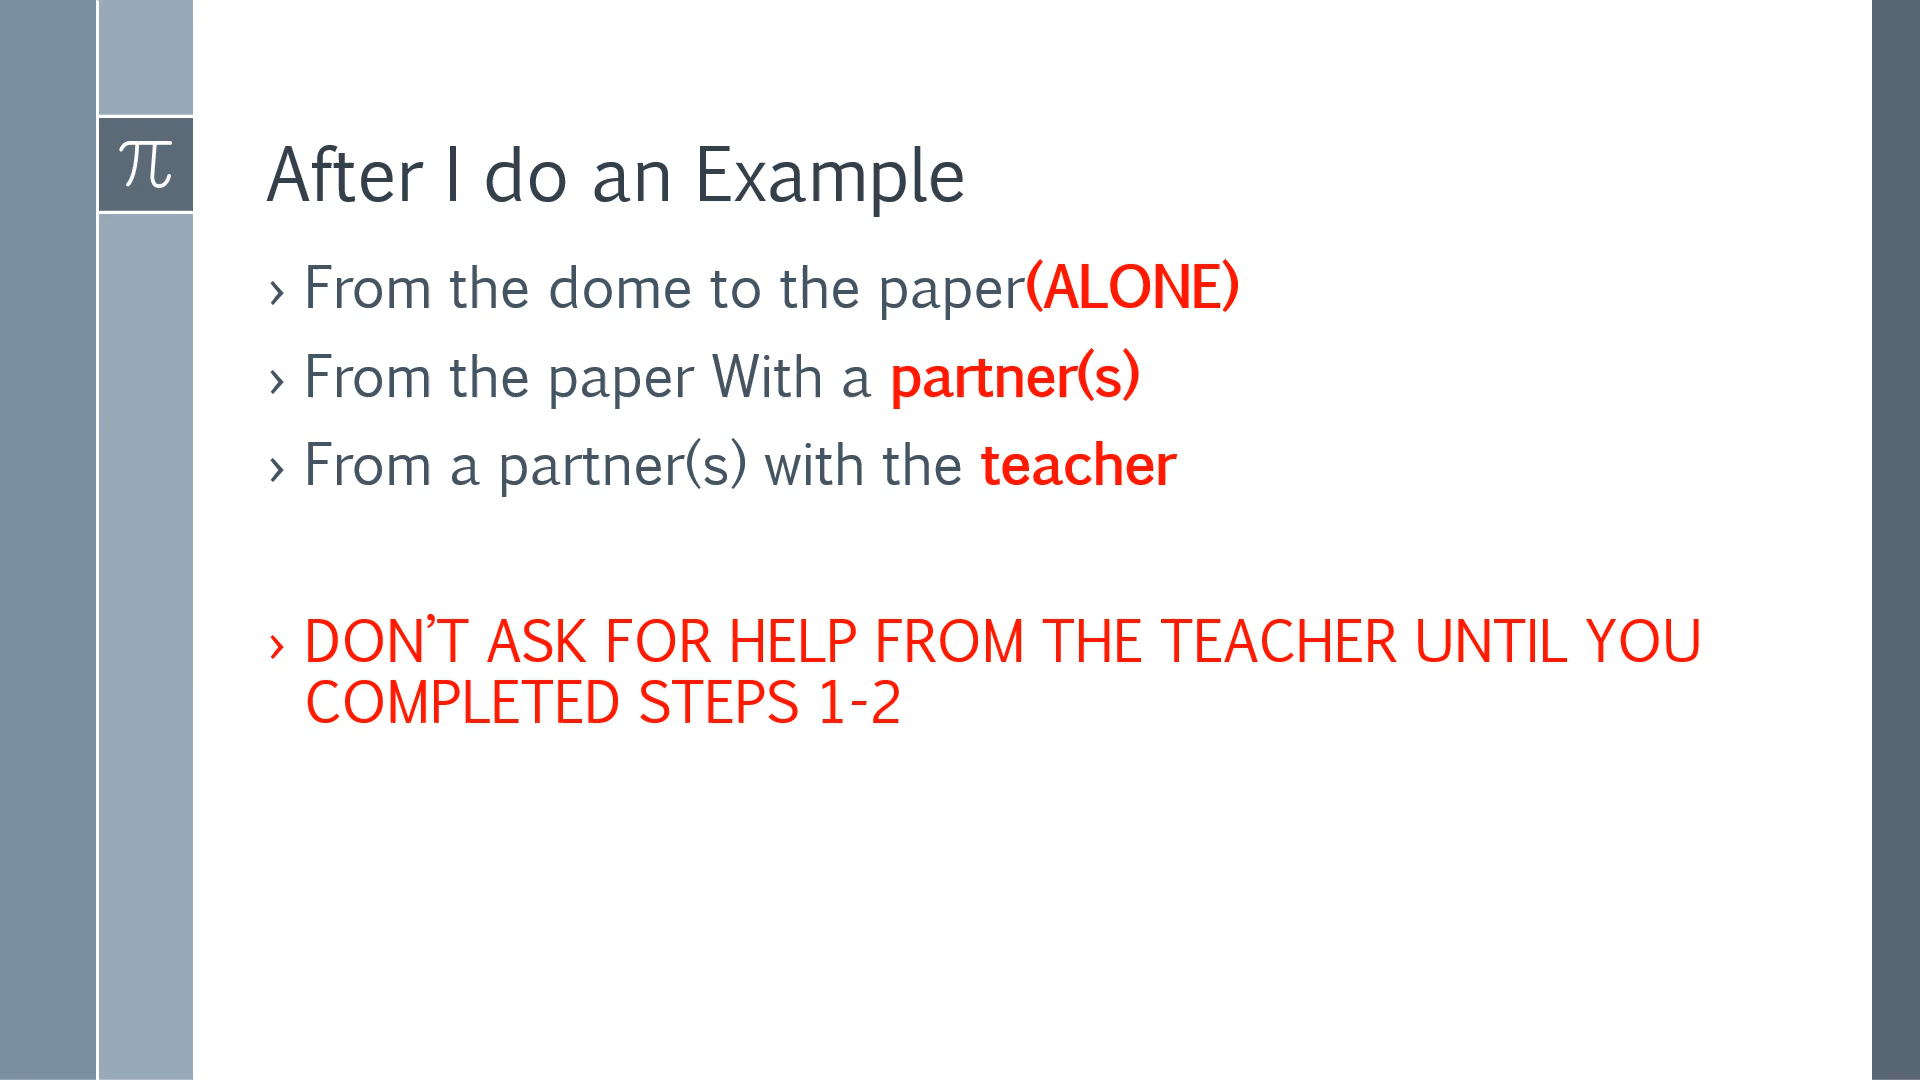 π
After I do an Example
› From the dome to the paper(ALONE)
› From the paper With a partner(s)
› From a partner(s) with the teacher
› DON’T ASK FOR HELP FROM THE TEACHER UNTIL YOU
COMPLETED STEPS 1-2